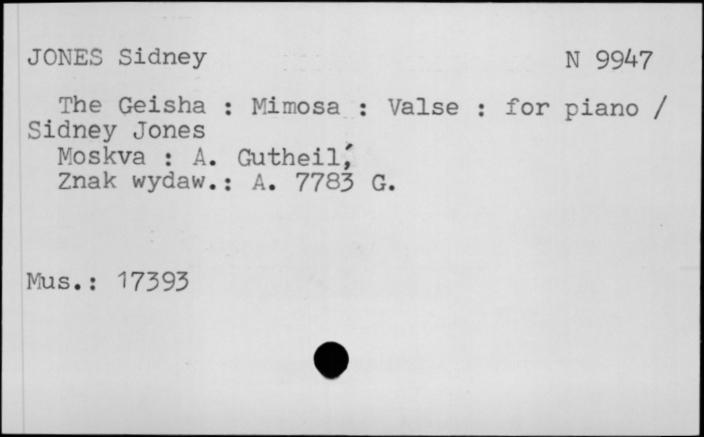 JONES Sidney
N 9947
The Geisha : Mimosa : Valse : for piano /
Sidney Jones
Moskva : A. Gutheil,
Znak wydaw.: A. 7783 G.
Mus.: 17393